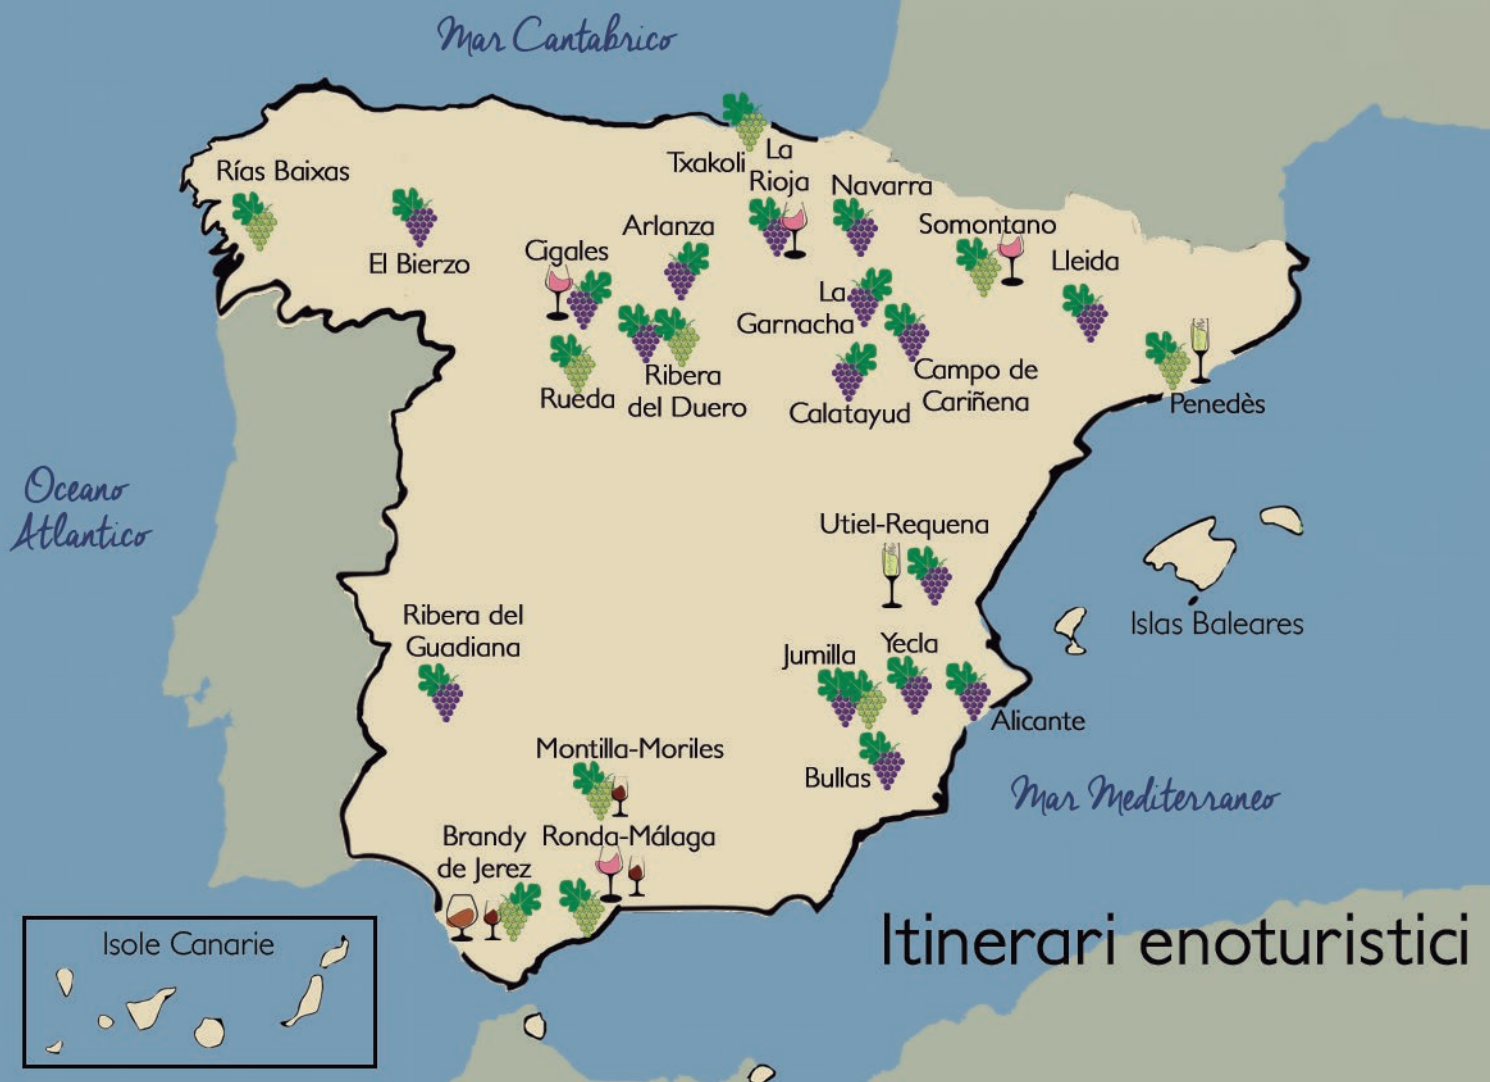 Mar Cantabrico
Txakoli
La
Rioja
Navarra
Rías Baixas
El Bierzo
Cigales
Arlanza
Somontano
Lleida
La
Garnacha
Rueda
Ribera
del Duero
Calatayud
Campo de
Cariñena
Penedès
Oceano
Atlantico
Utiel-Requena
Islas Baleares
Ribera del
Guadiana
Jumilla
Yecla
Alicante
Bullas
Mar Mediterraneo
Montilla-Moriles
Brandy
de Jerez
Ronda-Málaga
Isole Canarie
Itinerari enoturistici